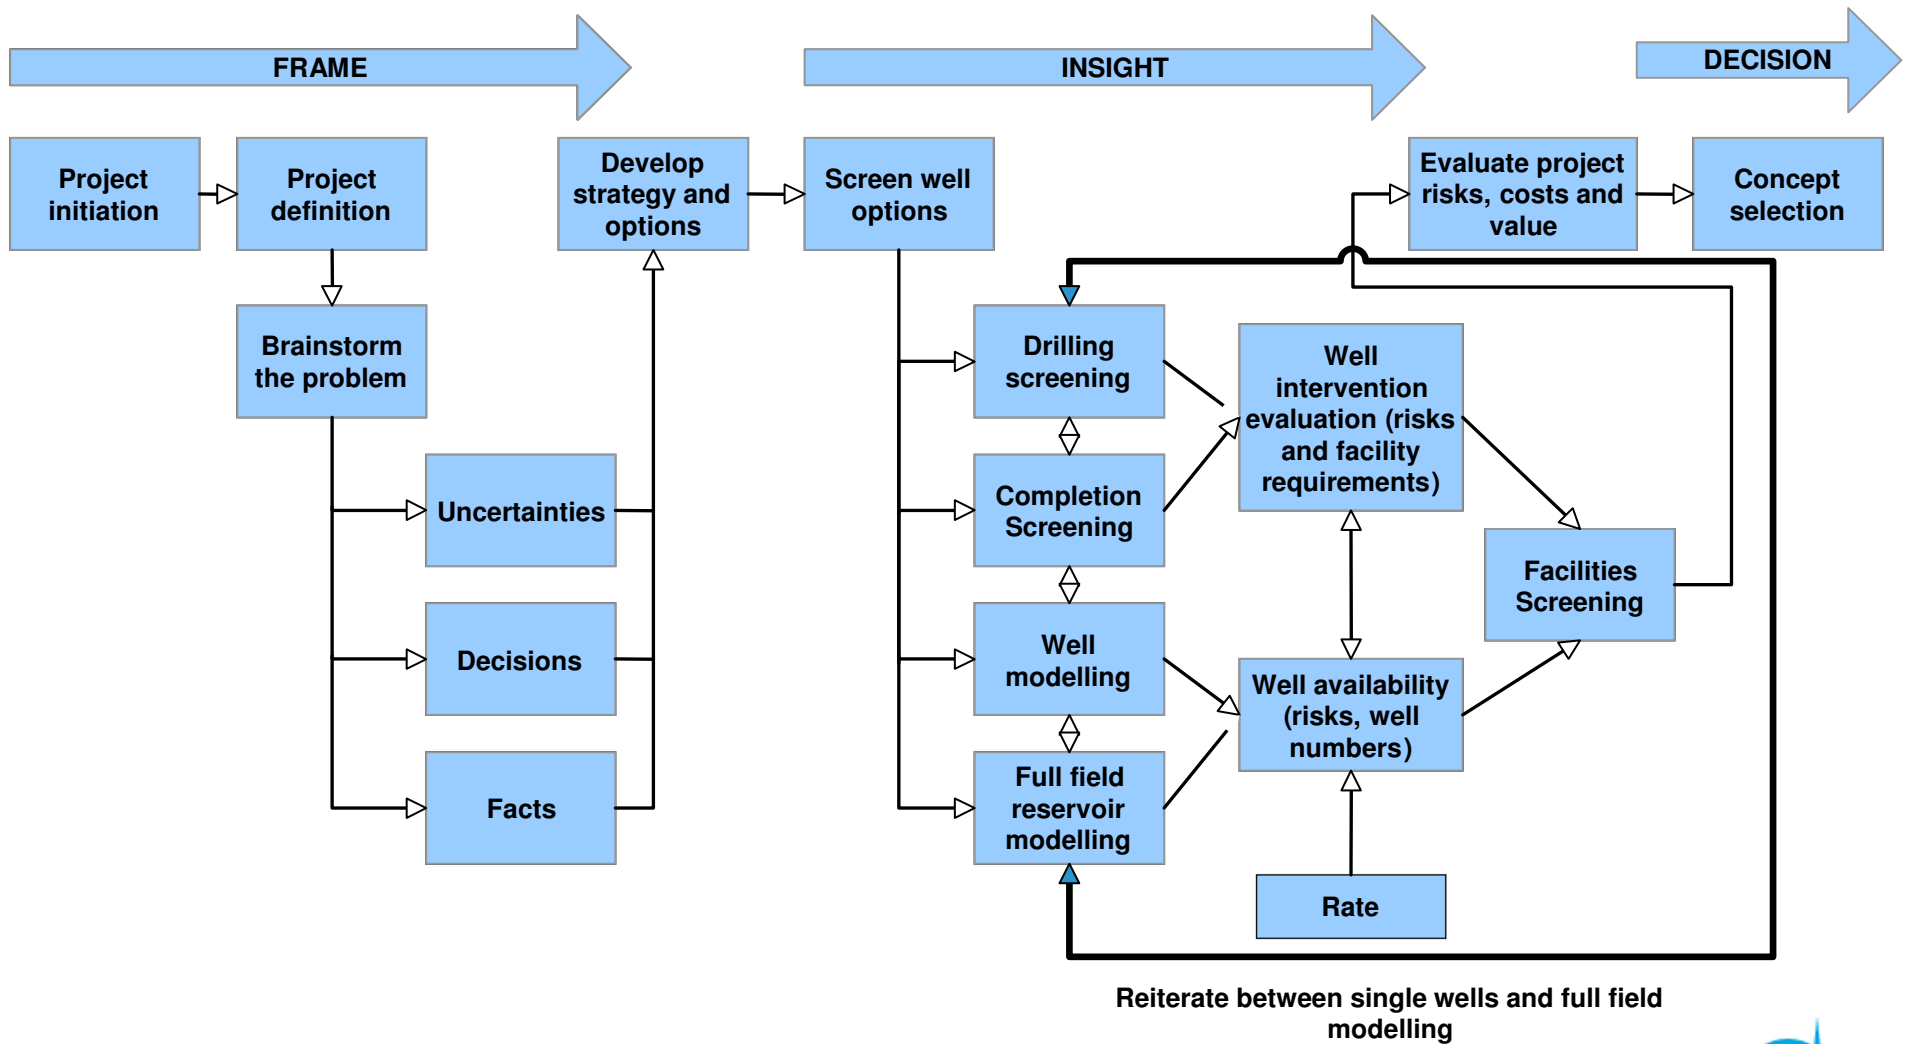 FRAME
INSIGHT
DECISION
Project
initiation
Project
definition
Develop
strategy and
options
Screen well
options
Evaluate project
risks, costs and
value
Concept
selection
Brainstorm
the problem
Uncertainties
Decisions
Facts
Drilling
screening
Completion
Screening
Well
modelling
Full field
reservoir
modelling
Well
intervention
evaluation (risks
and facility
requirements)
Well availability
(risks, well
numbers)
Rate
Facilities
Screening
Reiterate between single wells and full field
modelling